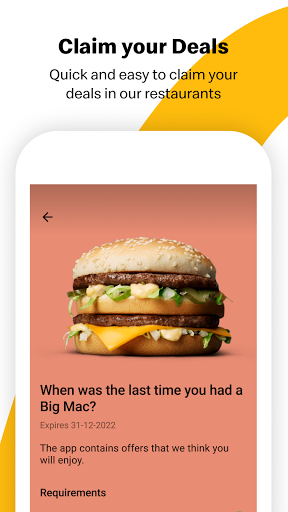 Claim your Deals
Quick and easy to claim your
deals in our restaurants
When was the last time you had a
Big Mac?
Expires 31-12-2022
The app contains offers that we think you
will enjoy.
Requirements